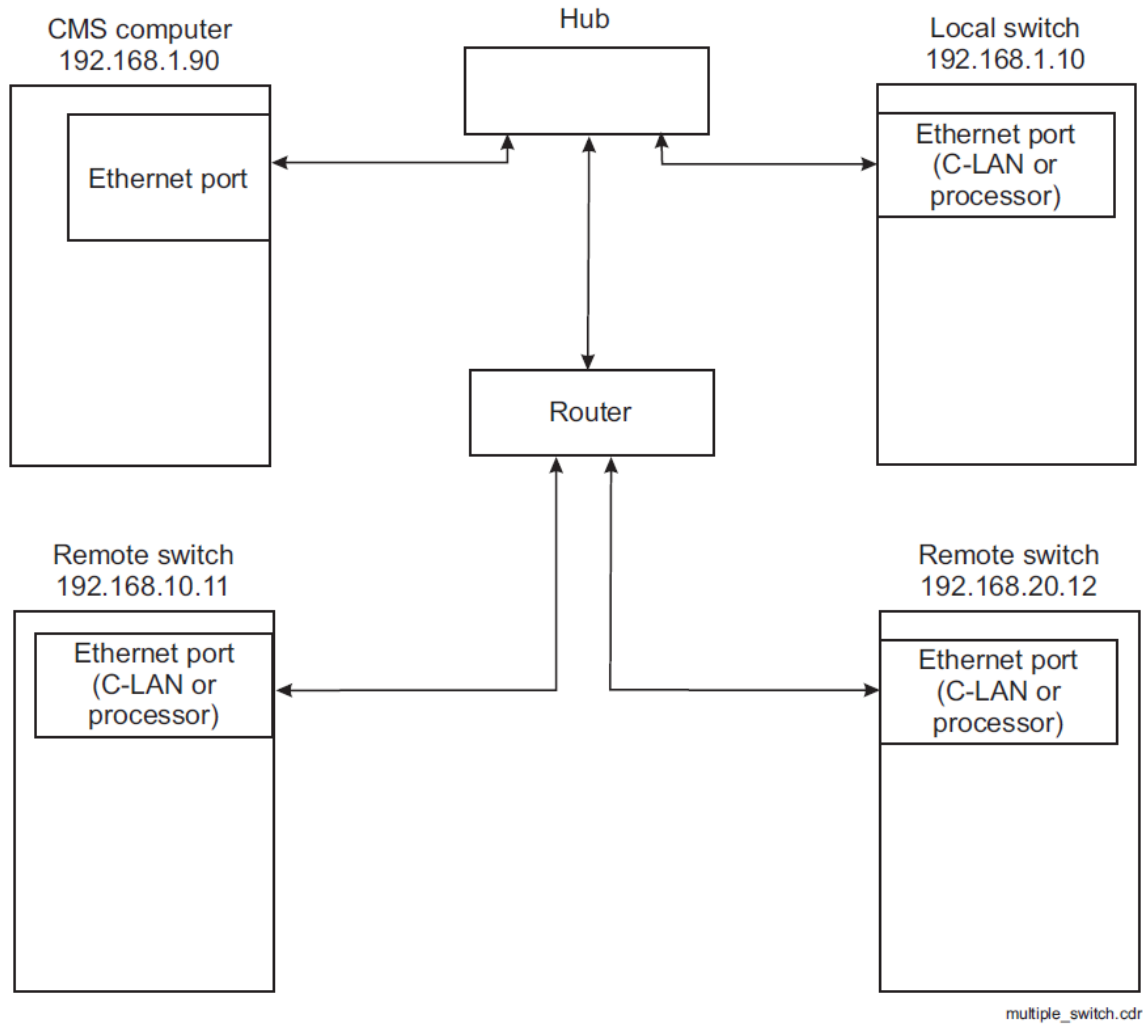 CMS computer
192.168.1.90
Hub
Local switch
192.168.1.10
Ethernet port
Ethernet port
(C-LAN or
processor)
Router
Remote switch
192.168.10.11
Remote switch
192.168.20.12
Ethernet port
(C-LAN or
processor)
Ethernet port
(C-LAN or
processor)
multiple_switch.cdr